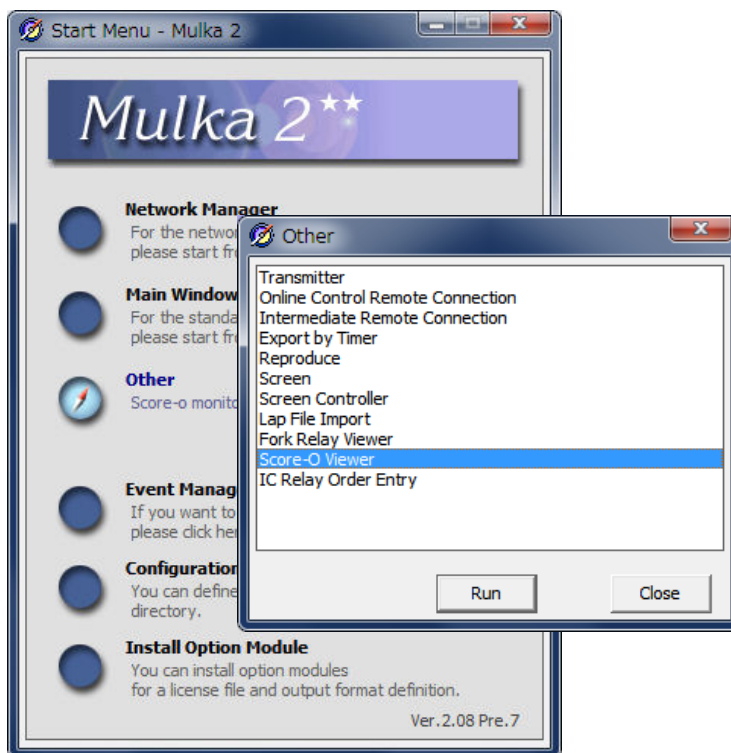 Start Menu - Mulka 2
Mulka 2**
Network Manager
For the networ
please start fr
Main Window
For the standa
please start fr
Other
Score-o monito
Event Manag
If you want to
please click her
Configuration
You can define
directory.
Install Option Module
You can install option modules
for a license file and output format definition.
Ver.2.08 Pre.7
Other
Transmitter
Online Control Remote Connection
Intermediate Remote Connection
Export by Timer
Reproduce
Screen
Screen Controller
Lap File Import
Fork Relay Viewer
Score-O Viewer
IC Relay Order Entry
Run
Close